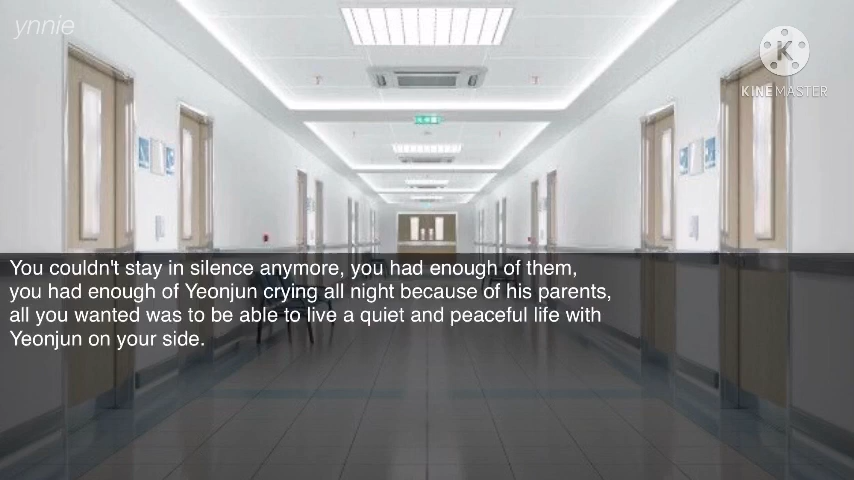 ynnie
KINEMASTER
You couldn't stay in silence anymore, you had enough of them,
you had enough of Yeonjun crying all night because of his parents,
all you wanted was to be able to live a quiet and peaceful life with
Yeonjun on your side.